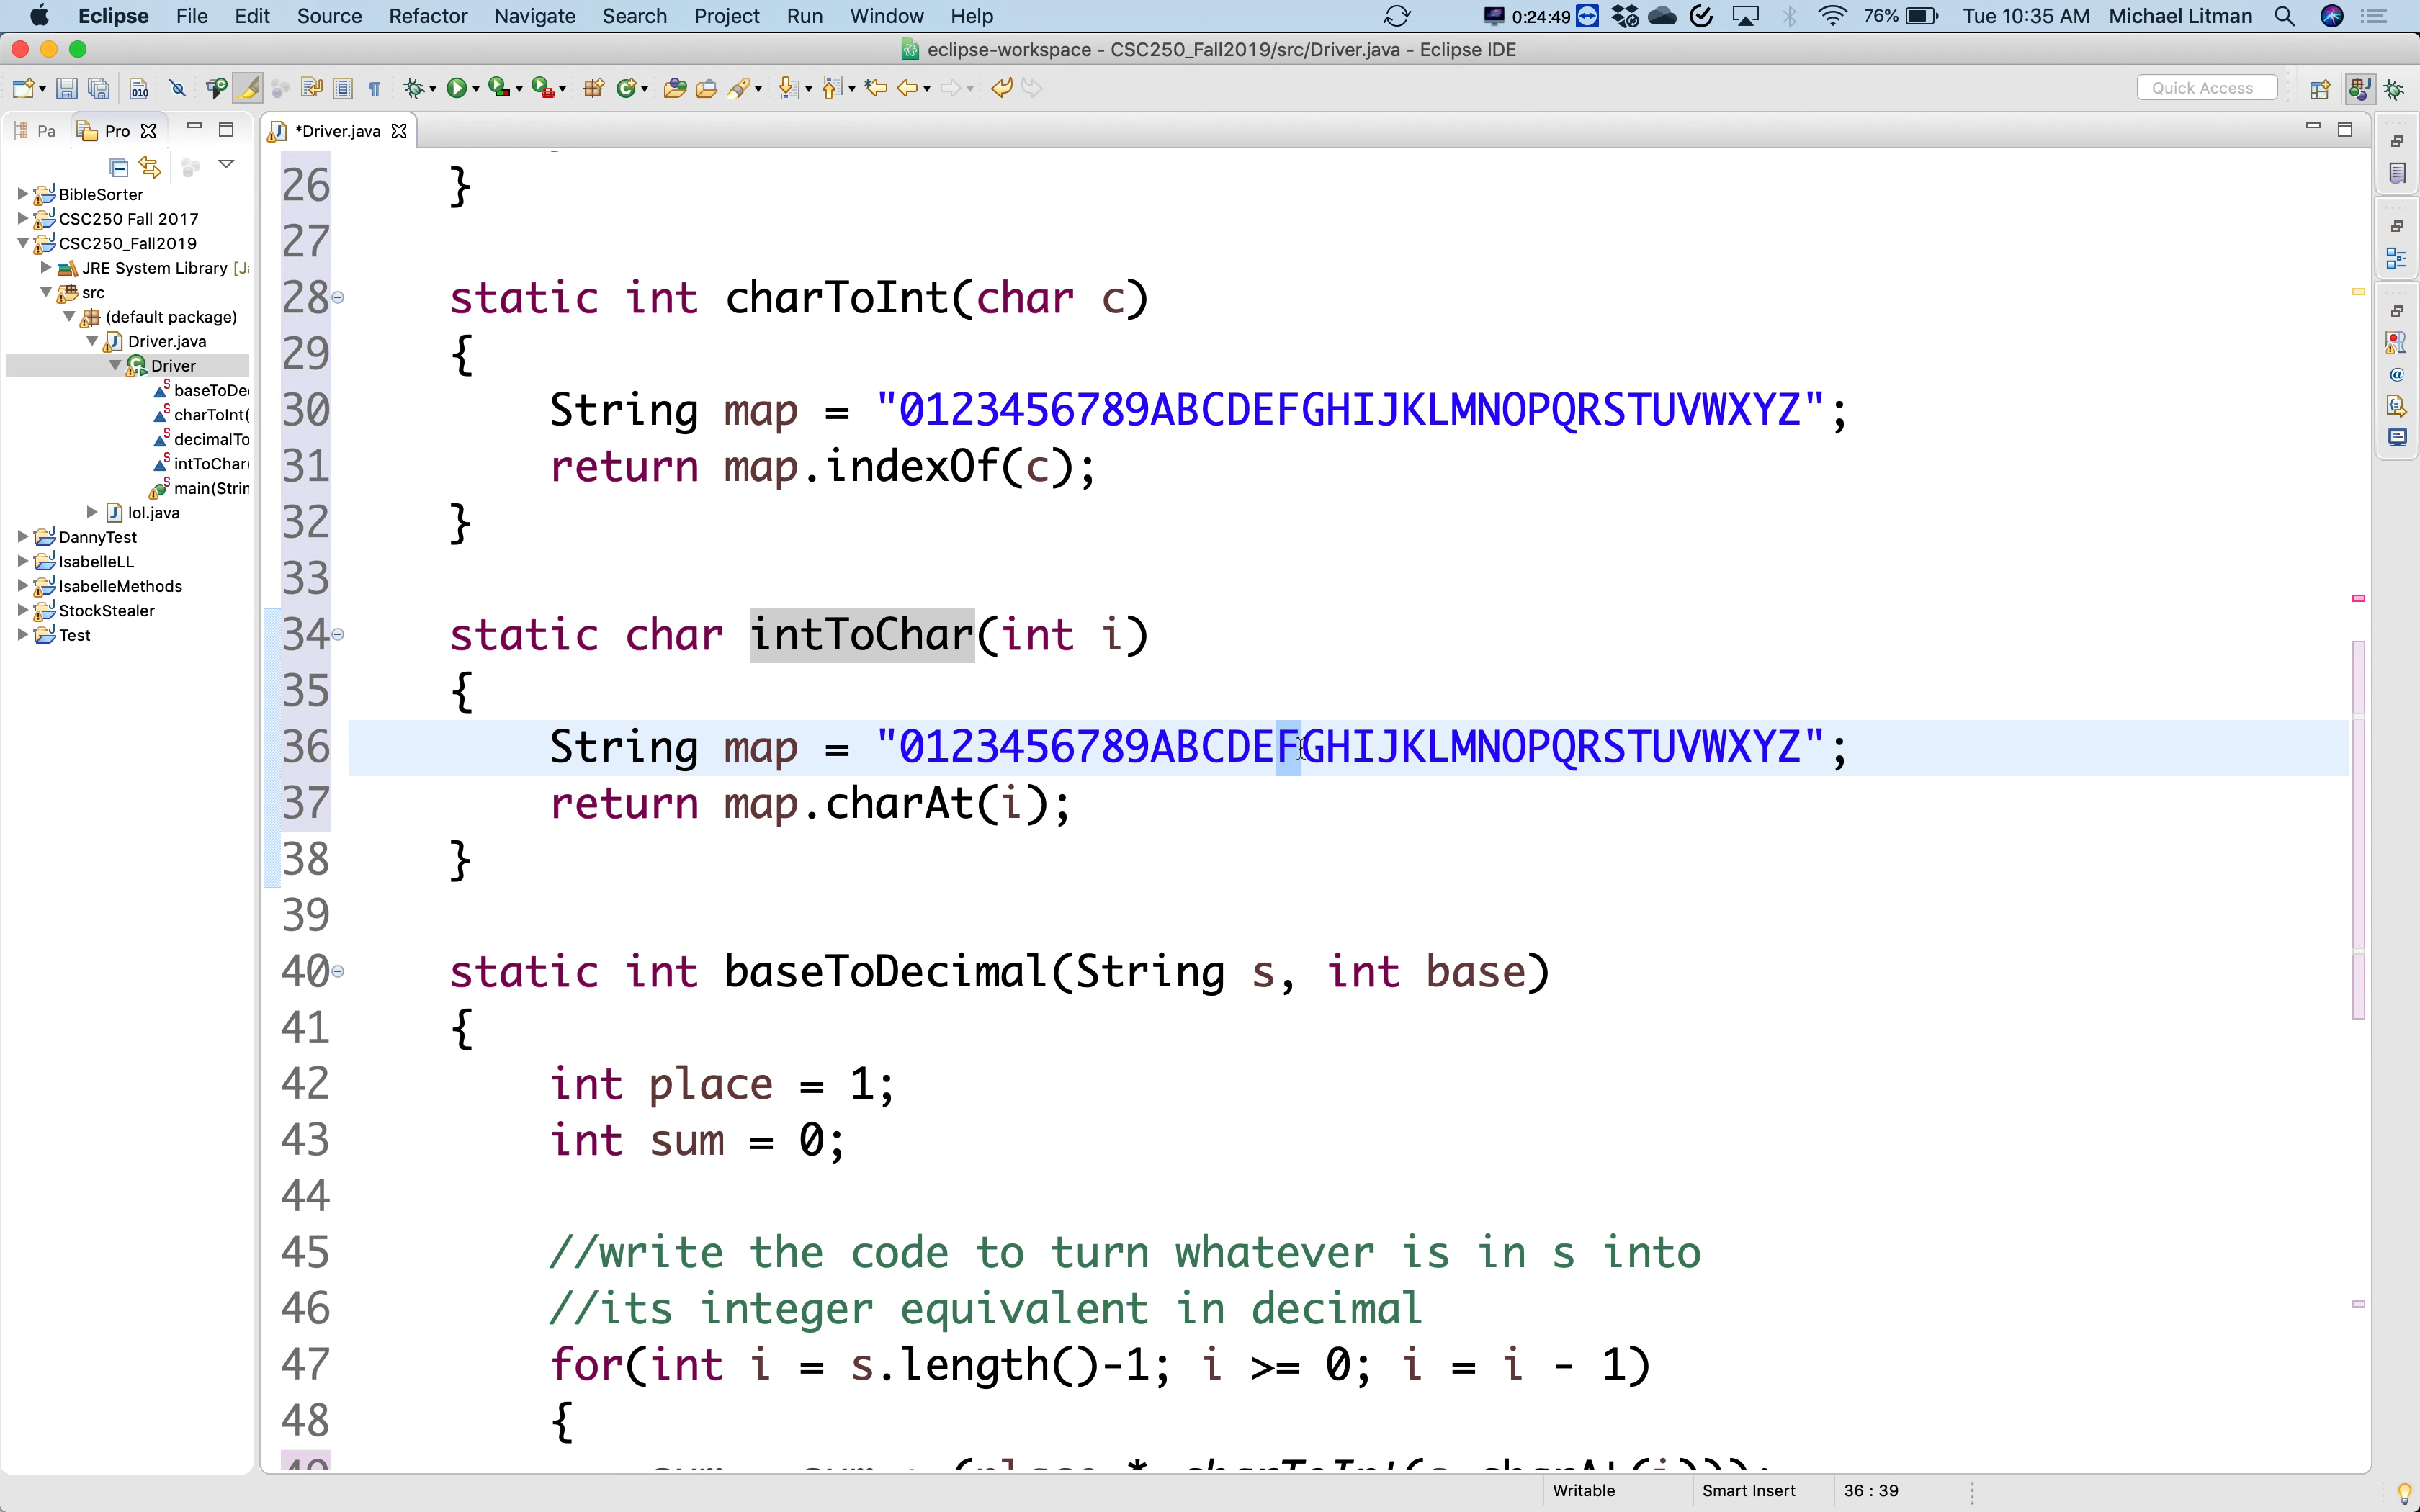 Eclipse File Edit Source Refactor Navigate Search Project Run Window Help 0:24:49 76% Tue 10:35 AM Michael Litman
eclipse-workspace - CSC250_Fall2019/src/Driver.java - Eclipse IDE
Quick Access
Pa Pro *Driver.java
BibleSorter
CSC250 Fall 2017
CSC250_Fall2019
JRE System Library [Ja
src
(default package)
Driver.java
Driver
baseToDe
charToInt(
decimalTo
intToChar
main(Strin
lol.java
DannyTest
IsabelleLL
IsabelleMethods
StockStealer
Test
26 }
27
28 static int charToInt(char c)
29 {
30 String map = "0123456789ABCDEFGHIJKLMNOPQRSTUVWXYZ";
31 return map.indexOf(c);
32 }
33
34 static char intToChar(int i)
35 {
36 String map = "0123456789ABCDEFGHIJKLMNOPQRSTUVWXYZ";
37 return map.charAt(i);
38 }
39
40 static int baseToDecimal(String s, int base)
41 {
42 int place = 1;
43 int sum = 0;
44
45 //write the code to turn whatever is in s into
46 //its integer equivalent in decimal
47 for(int i = s.length()-1; i >= 0; i = i - 1)
48 {
Writable Smart Insert 36 : 39